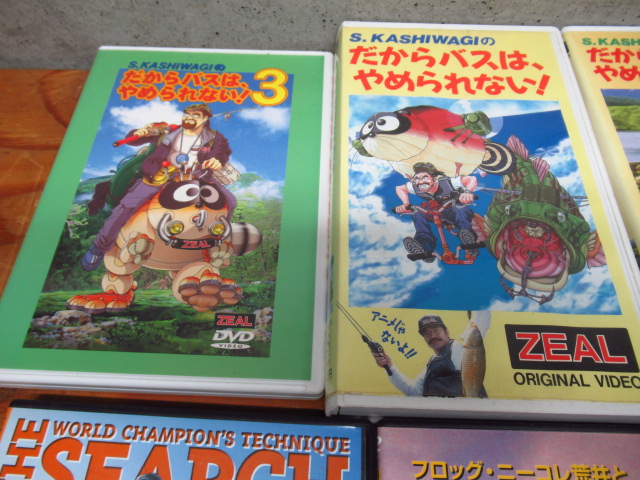 S.KASHIWAGIの
だからバスは、
やめられない!3
ZEAL
ZEAL
DVD
VIDEO
S. KASHIWAGIの
だからバスは、
やめられない!
アニメじゃ
ないよ!!
ZEAL
ORIGINAL VIDEO
S.KASH
だか
やめ
WORLD CHAMPION'S TECHNIQUE
SEARCH
フロッグ・ニーコレ荒井と